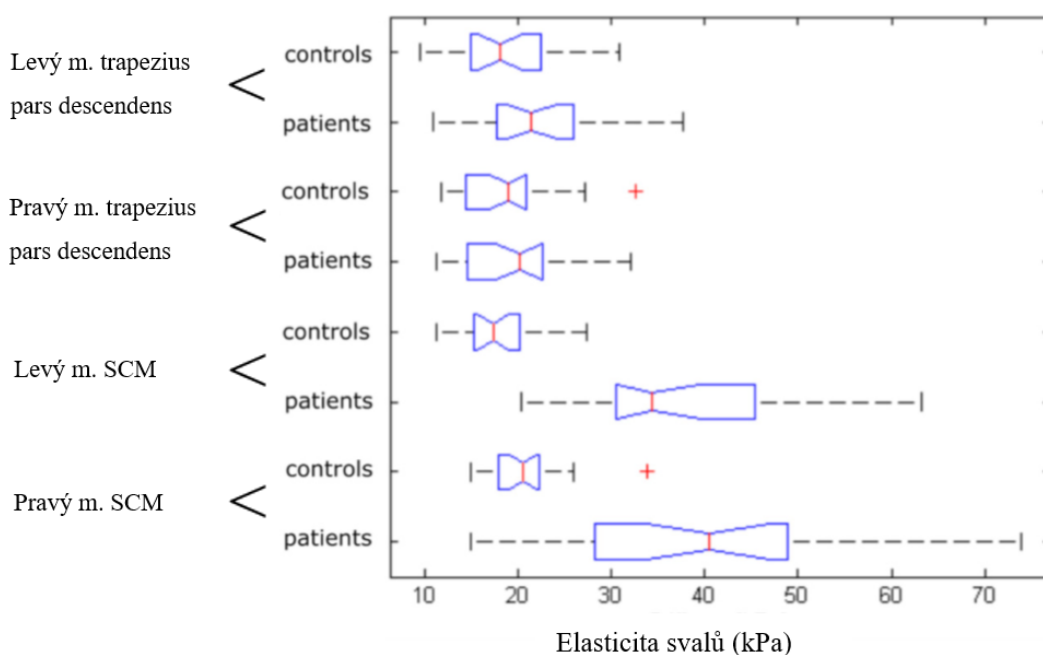 Levý m. trapezius
pars descendens
controls
patients
Pravý m. trapezius
pars descendens
controls
patients
Levý m. SCM
controls
patients
Pravý m. SCM
controls
patients
10 20 30 40 50 60 70
Elasticita svalů (kPa)